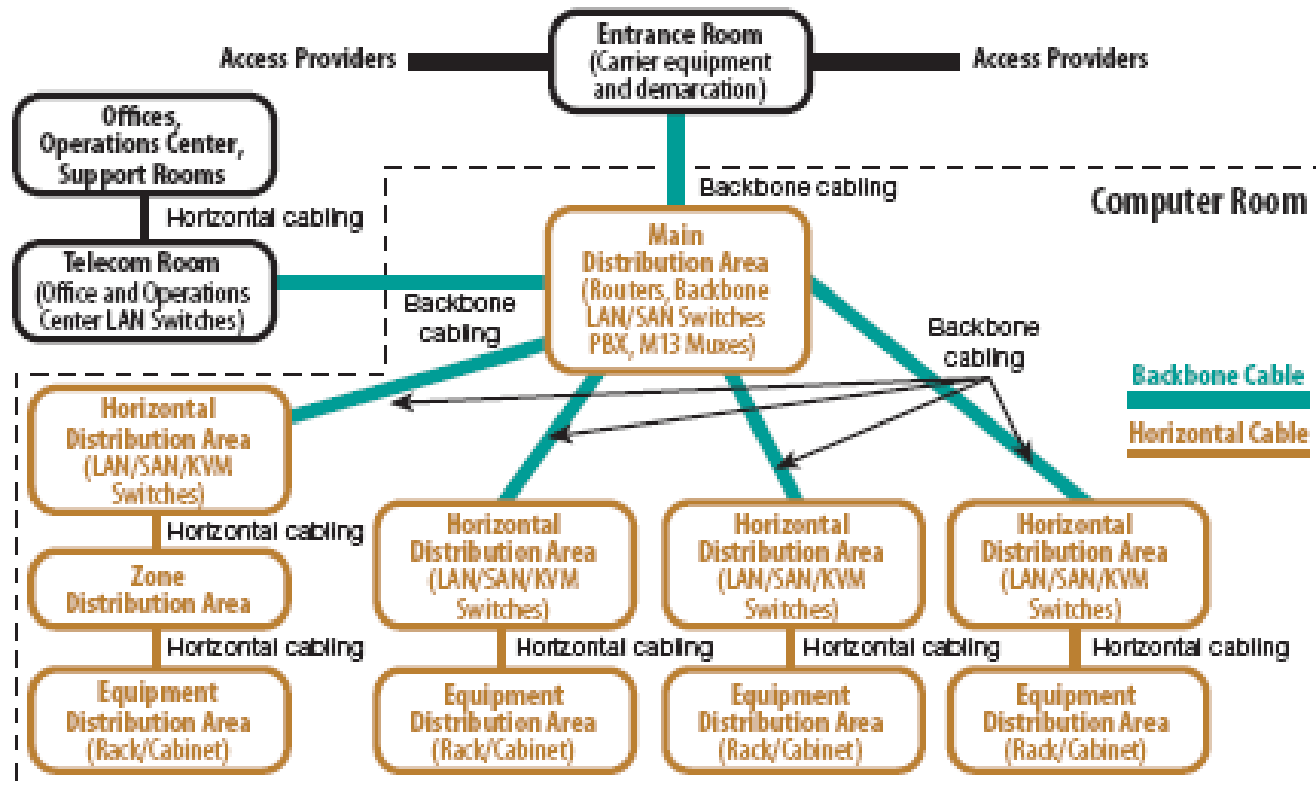 Entrance Room
(Carrier equipment
and demarcation)
Access Providers
Access Providers
Offices,
Operations Center,
Support Rooms
Backbone cabling
Computer Room
Horizontal cabling
Main
Distribution Area
(Routers, Backbone
LAN/SAN Switches
PBX, M13 Muxes)
Telecom Room
(Office and Operations
Center LAN Switches)
Backbone
cabling
Backbone
cabling
Backbone Cable
Horizontal Cable
Horizontal
Distribution Area
(LAN/SAN/KVM
Switches)
Horizontal cabling
Zone
Distribution Area
Horizontal cabling
Equipment
Distribution Area
(Rack/Cabinet)
Horizontal
Distribution Area
(LAN/SAN/KVM
Switches)
Horizontal cabling
Equipment
Distribution Area
(Rack/Cabinet)
Horizontal
Distribution Area
(LAN/SAN/KVM
Switches)
Horizontal cabling
Equipment
Distribution Area
(Rack/Cabinet)
Horizontal
Distribution Area
(LAN/SAN/KVM
Switches)
Horizontal cabling
Equipment
Distribution Area
(Rack/Cabinet)